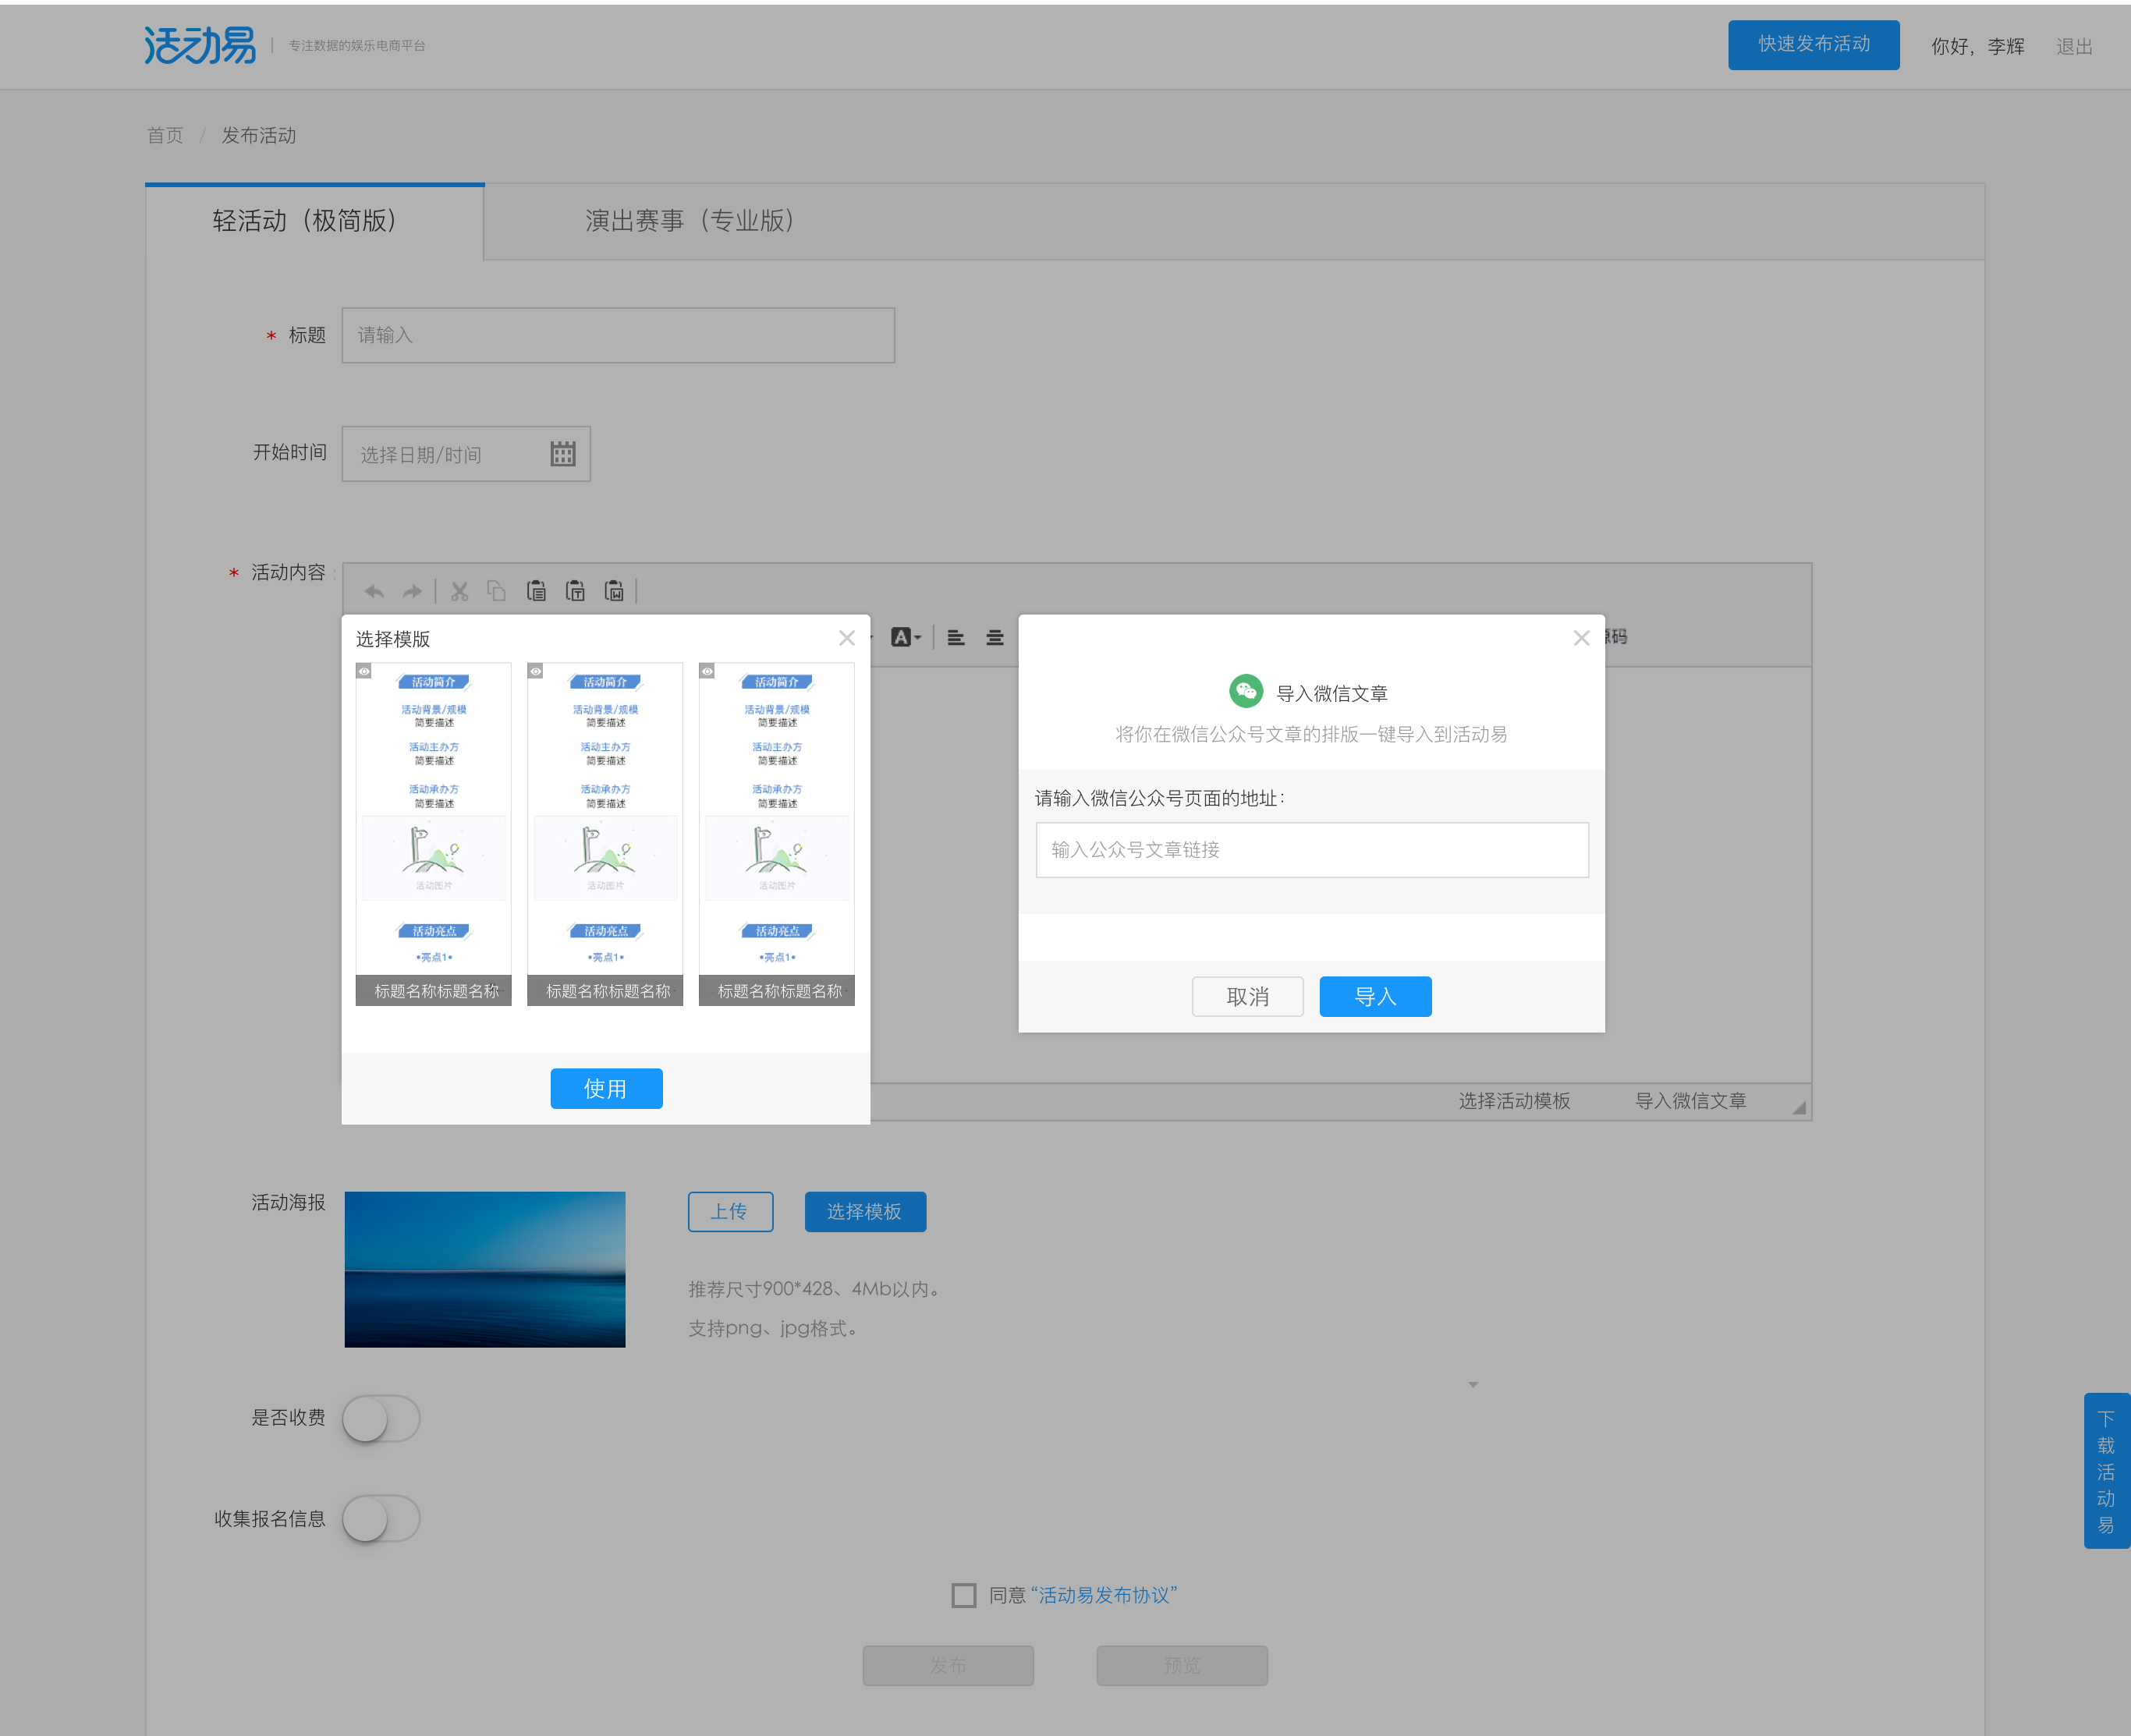 活动易 专注数据的娱乐电商平台 快速发布活动 你好，李辉 退出
首页 / 发布活动
轻活动（极简版） 演出赛事（专业版）
* 标题 请输入
开始时间 选择日期/时间
* 活动内容
源码
选择模版
活动简介 活动简介 活动简介
活动背景/规模 活动背景/规模 活动背景/规模
简要描述 简要描述 简要描述
活动主办方 活动主办方 活动主办方
简要描述 简要描述 简要描述
活动承办方 活动承办方 活动承办方
简要描述 简要描述 简要描述
活动图片 活动图片 活动图片
活动亮点 活动亮点 活动亮点
•亮点1• •亮点1• •亮点1•
标题名称标题名称 标题名称标题名称 标题名称标题名称
使用
导入微信文章
将你在微信公众号文章的排版一键导入到活动易
请输入微信公众号页面的地址：
输入公众号文章链接
取消 导入
选择活动模板 导入微信文章
活动海报 上传 选择模板
推荐尺寸900*428、4Mb以内。
支持png、jpg格式。
是否收费
收集报名信息
下载活动易
同意“活动易发布协议”
发布 预览